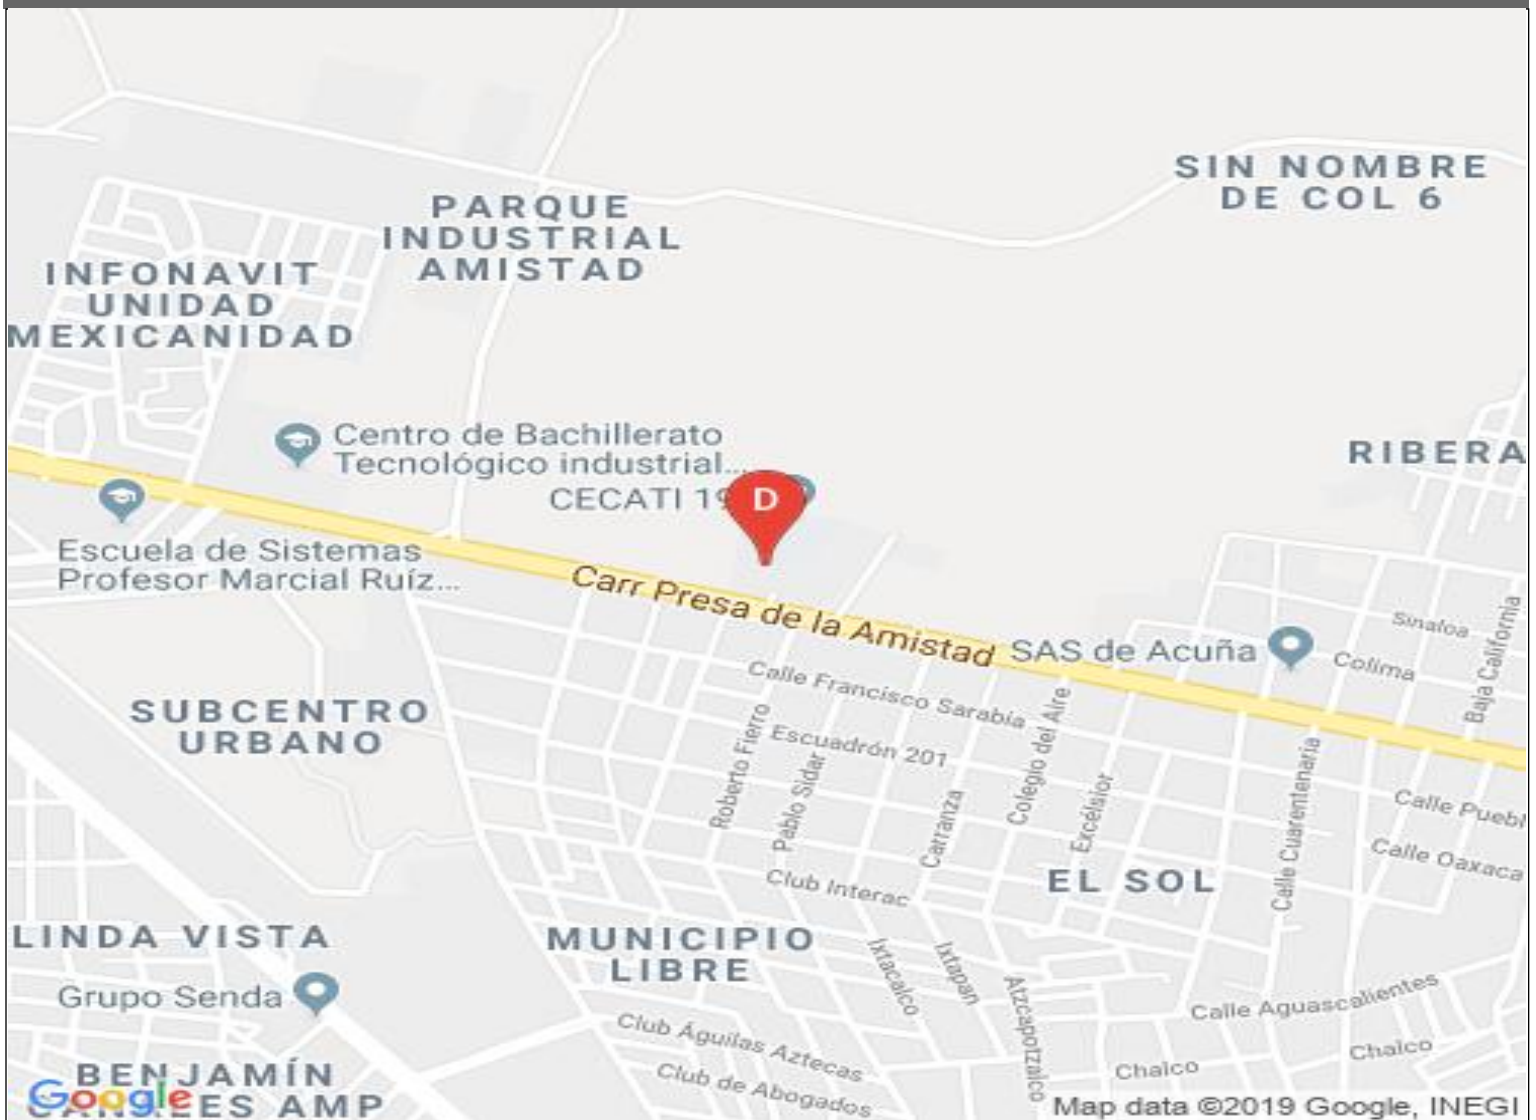 SIN NOMBRE
DE COL 6
PARQUE
INDUSTRIAL
AMISTAD
INFONAVIT
UNIDAD
MEXICANIDAD
Centro de Bachillerato
Tecnológico industrial...
CECATI 19
D
RIBERA
Escuela de Sistemas
Profesor Marcial Ruíz...
Carr Presa de la Amistad
SAS de Acuña
Sinaloa
Colima
Baja California
Calle Francisco Sarabia
Escuadrón 201
SUBCENTRO
URBANO
Roberto Fierro
Pablo Sidar
Carranza
Colegio del Aire
Excélsior
Calle Cuarentenaria
Calle Puebl
Calle Oaxaca
Club Interac
EL SOL
LINDA VISTA
MUNICIPIO
LIBRE
Ixtacalco
Ixtapan
Atzcapotzalco
Grupo Senda
Calle Aguascalientes
Club Águilas Aztecas
Chalco
Chalco
Club de Abogados
BENJAMÍN
ES AMP
Google
Map data ©2019 Google, INEGI